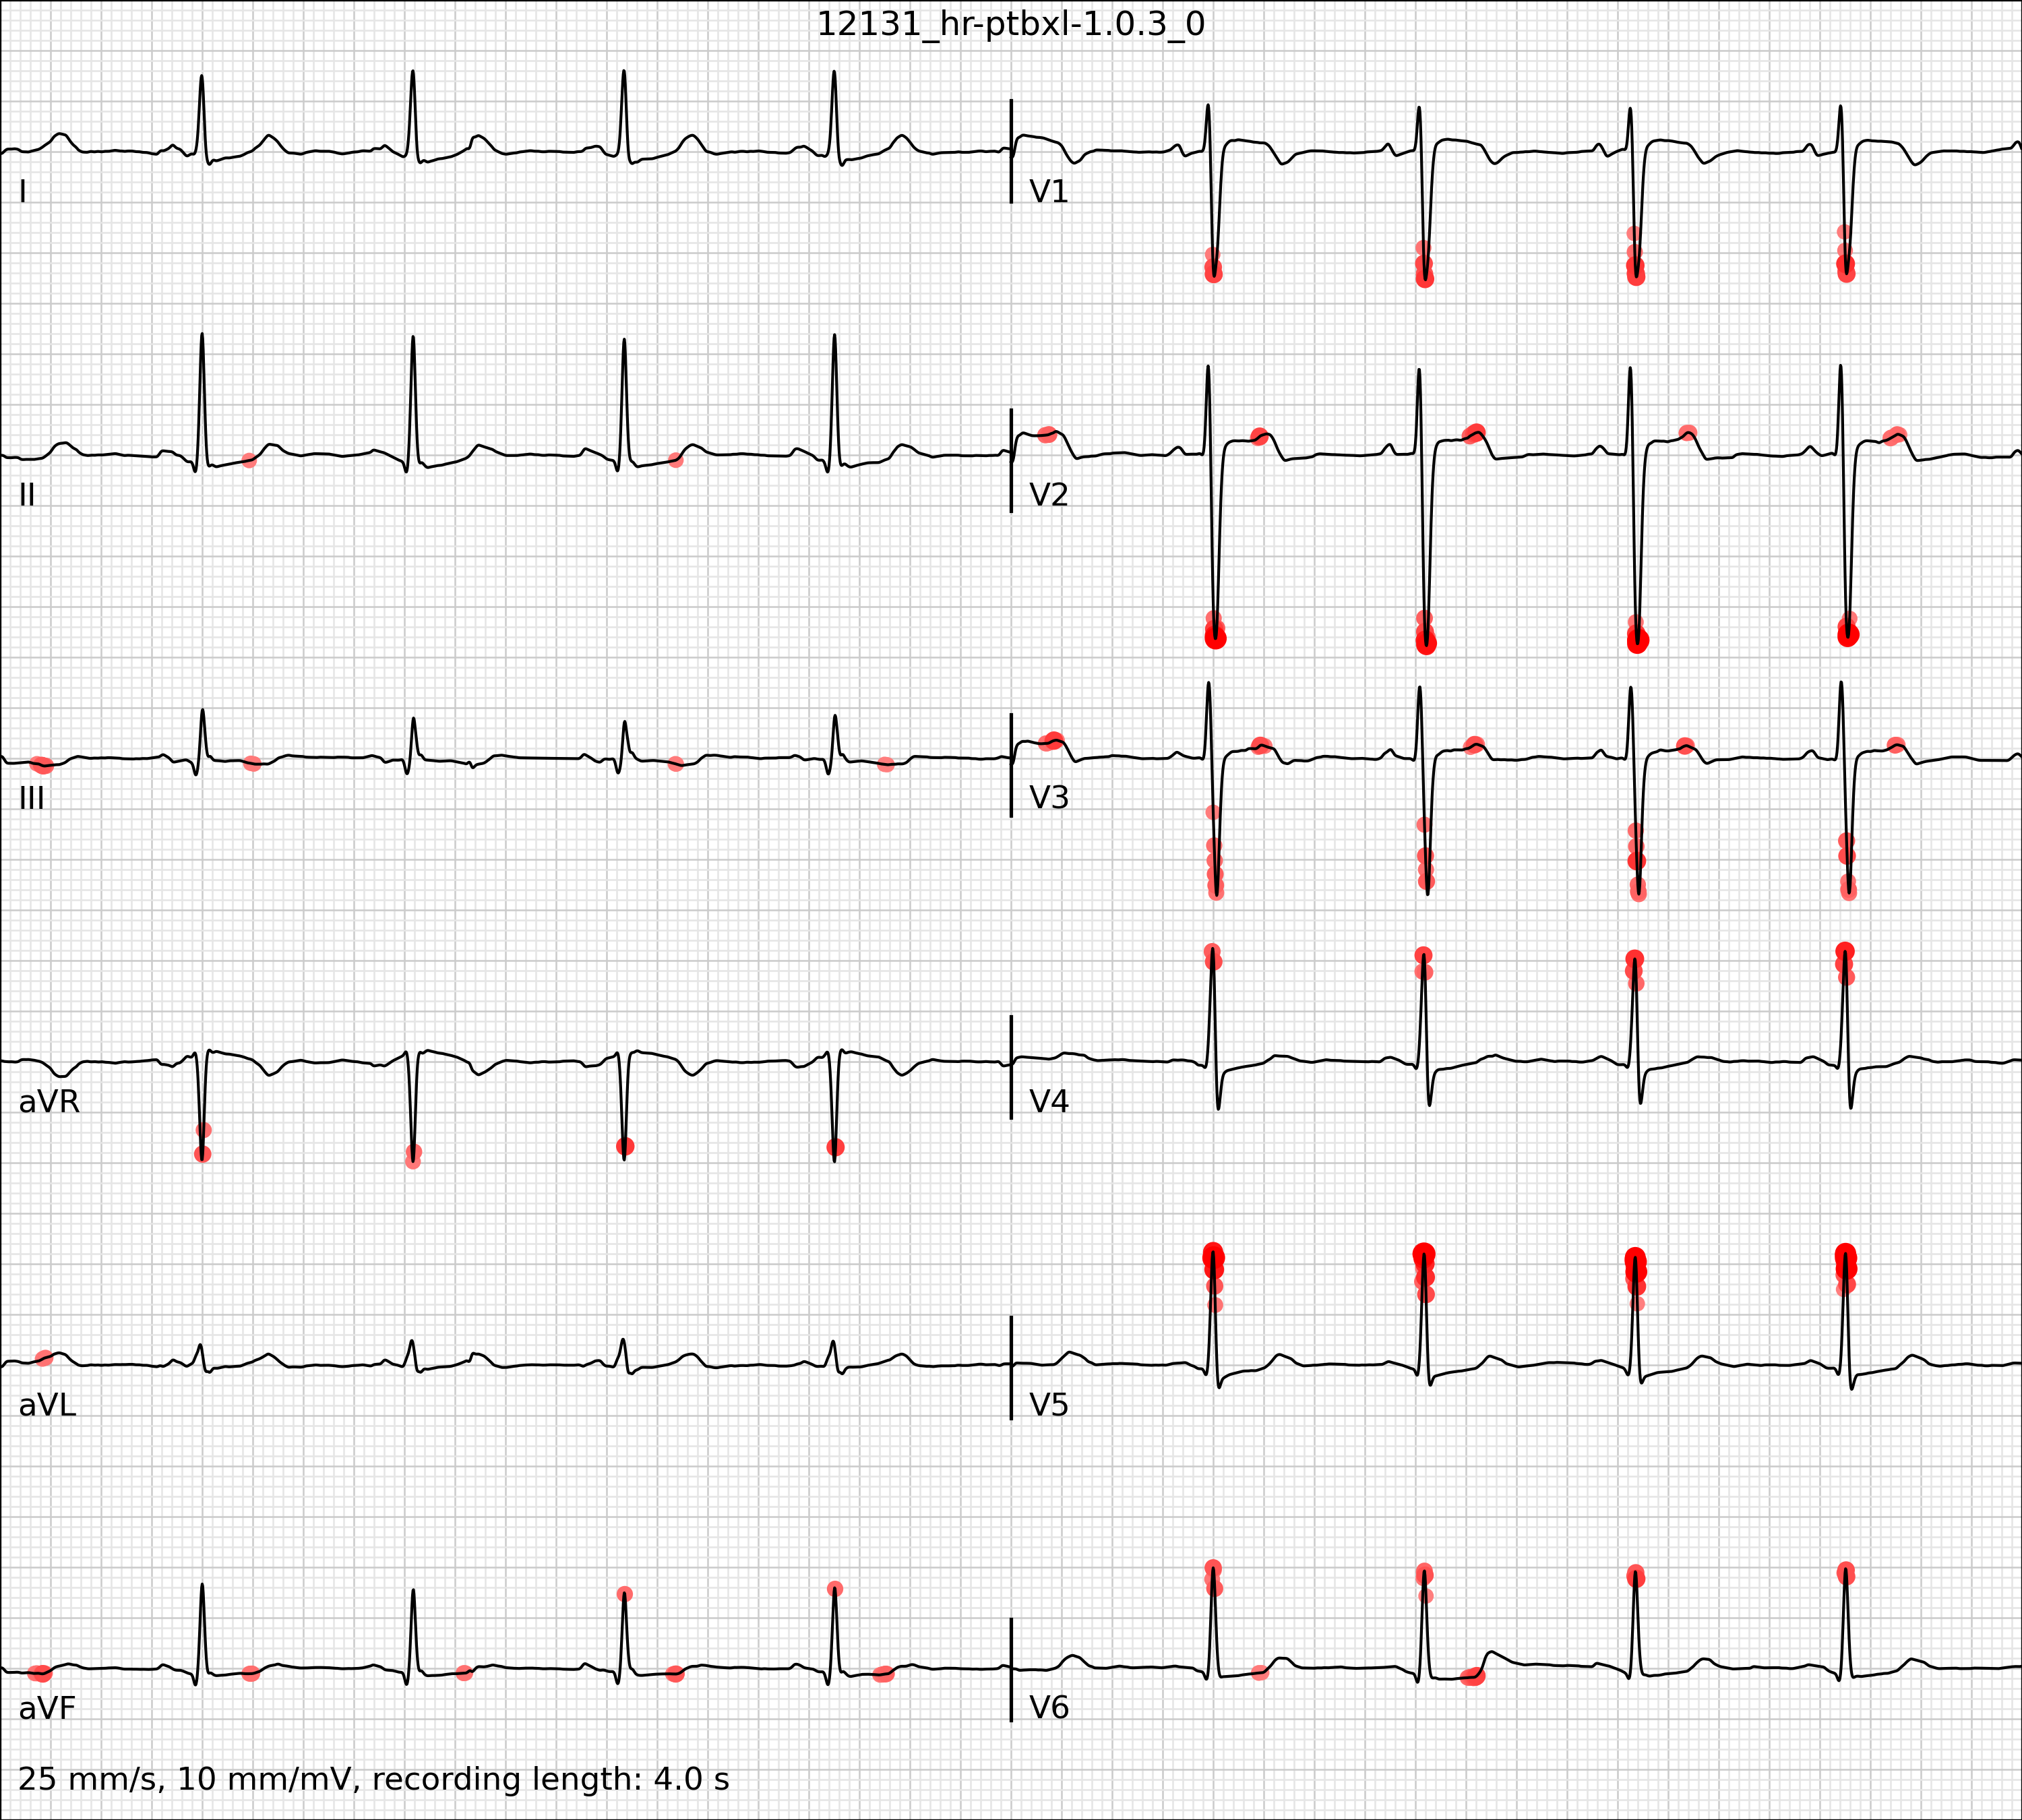 12131_hr-ptbxl-1.0.3_0
I
V1
II
V2
III
V3
aVR
V4
aVL
V5
aVF
V6
25 mm/s, 10 mm/mV, recording length: 4.0 s